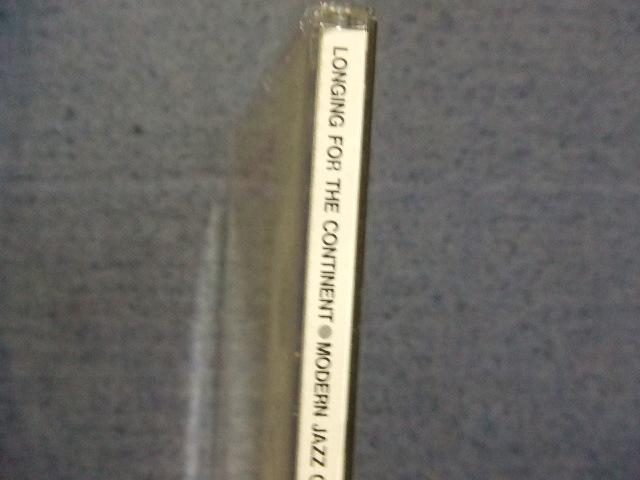 LONGING FOR THE CONTINENT ● MODERN JAZZ